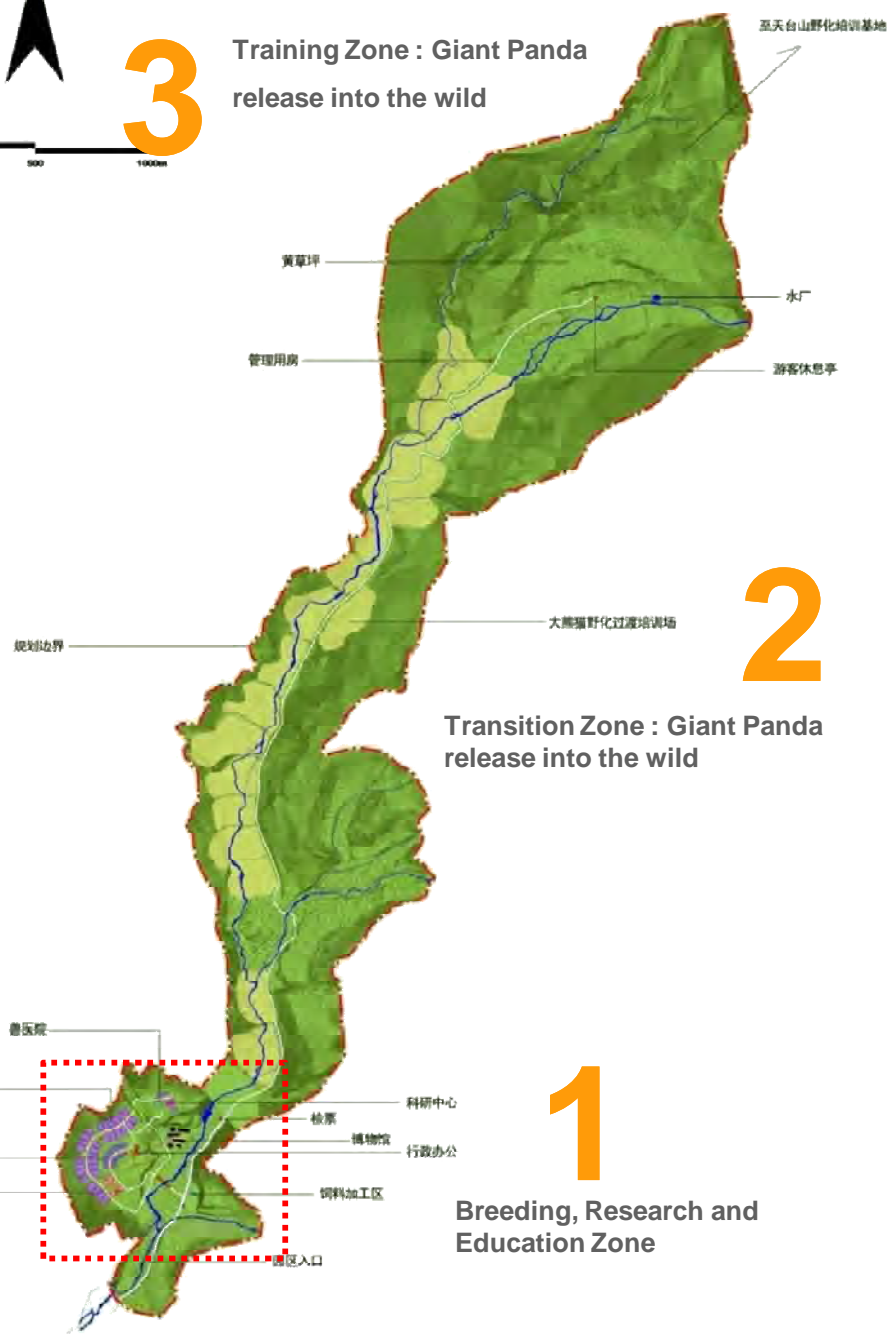 3
Training Zone : Giant Panda
release into the wild
至天台山野化培训基地
500
1000m
黄草坪
水厂
管理用房
游客休息亭
2
大熊猫野化过渡培训场
规划边界
Transition Zone : Giant Panda
release into the wild
兽医院
1
科研中心
检票
博物馆
行政办公
饲料加工区
Breeding, Research and
Education Zone
园区入口